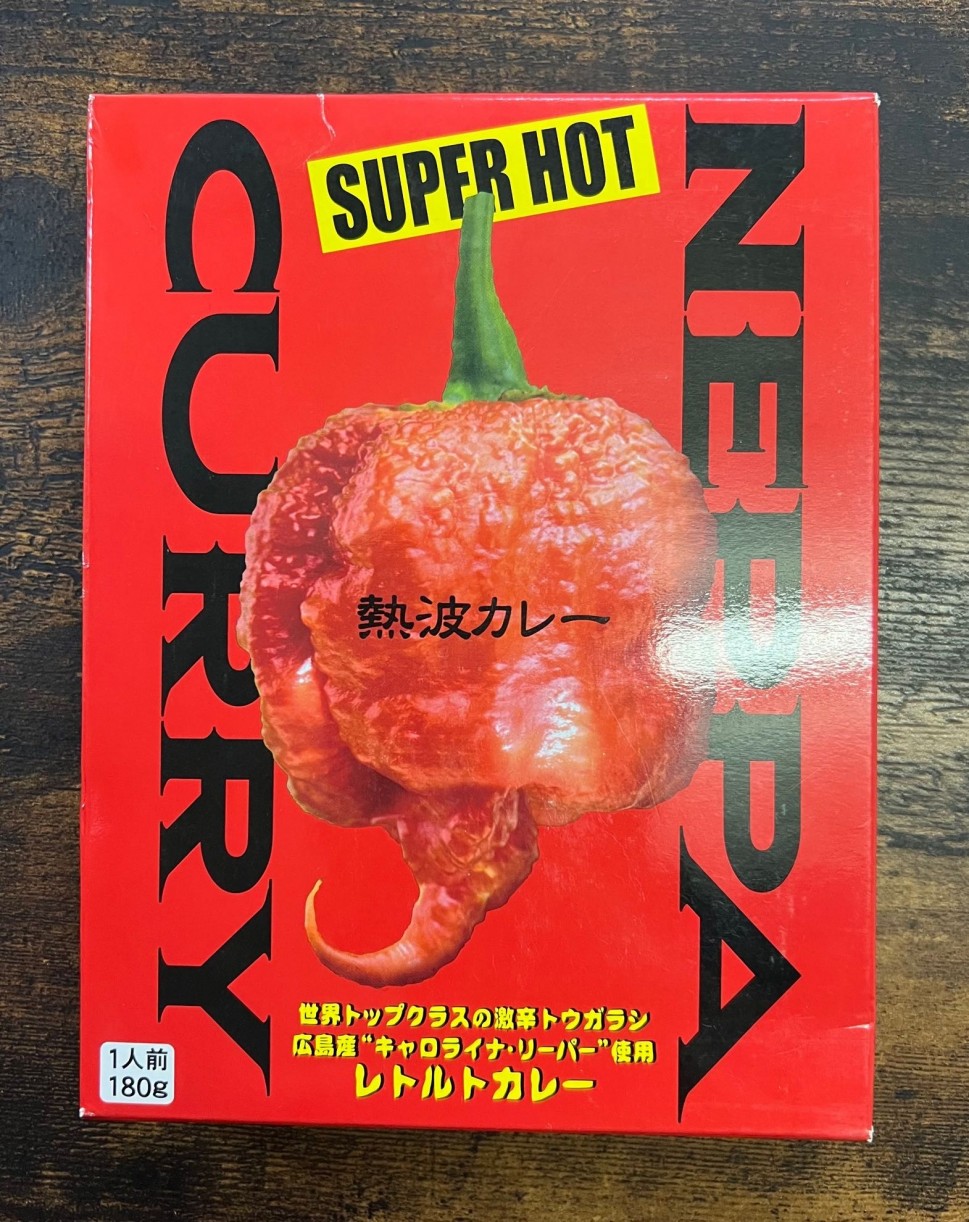 SUPER HOT
NEPPA
CURRY
熱波カレー
世界トップクラスの激辛トウガラシ
広島産“キャロライナ・リーパー”使用
レトルトカレー
1人前
180g